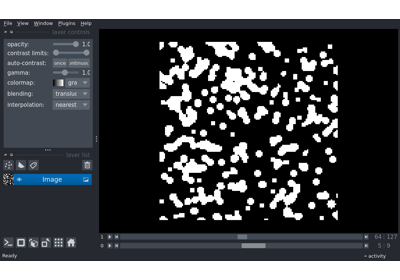 File View Window Plugins Help
layer controls
opacity: 1.0
contrast limits:
auto-contrast: once
gamma: 1.0
colormap: gra
blending: transluc
interpolation: nearest
layer list
Image
1 64 127
0 5 9
Ready activity